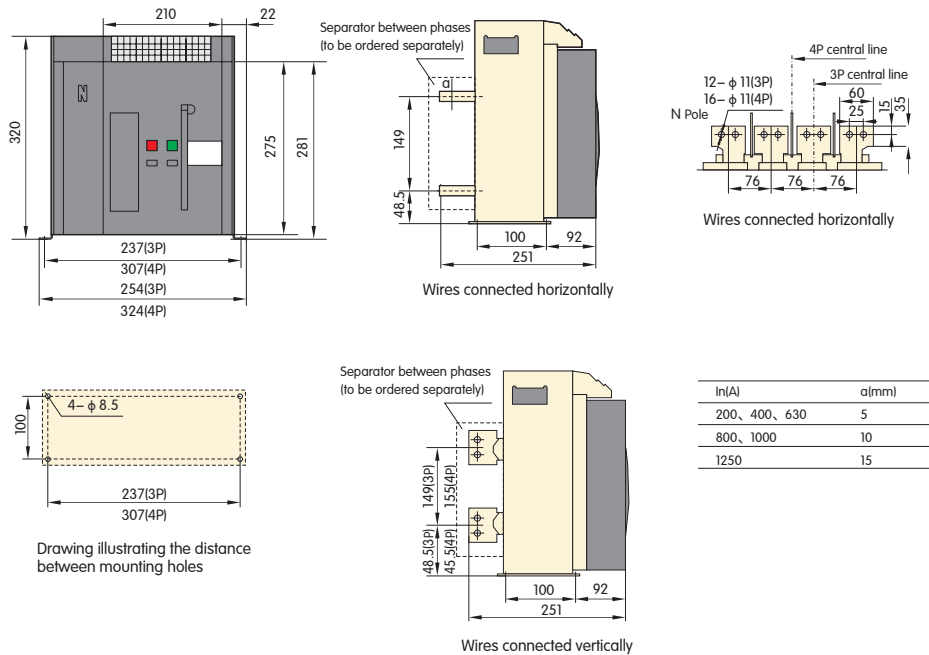 210
22
320
275
281
237(3P)
307(4P)
254(3P)
324(4P)
Separator between phases
(to be ordered separately)
a
149
48.5
100
92
251
Wires connected horizontally
4P central line
3P central line
12– ϕ 11(3P)
16– ϕ 11(4P)
N Pole
60
25
15
35
76
76
76
Wires connected horizontally
4– ϕ 8.5
100
237(3P)
307(4P)
Drawing illustrating the distance
between mounting holes
Separator between phases
(to be ordered separately)
149(3P)
155(4P)
48.5(3P)
45.5(4P)
100
92
251
Wires connected vertically
In(A) a(mm)
200、400、630 5
800、1000 10
1250 15